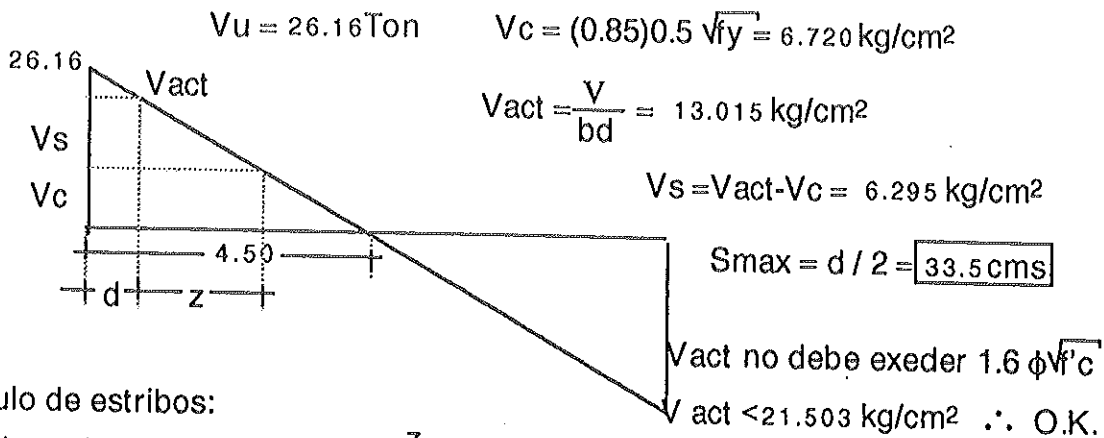 Vu = 26.16 Ton Vc = (0.85)0.5 √fy = 6.720 kg/cm²
26.16
Vact
Vact = V/bd = 13.015 kg/cm²
Vs
Vc
Vs = Vact-Vc = 6.295 kg/cm²
4.50
Smax = d / 2 = 33.5 cms
d z
Vact no debe exeder 1.6 ϕ√f'c
ulo de estribos:
V act < 21.503 kg/cm² ∴ O.K.